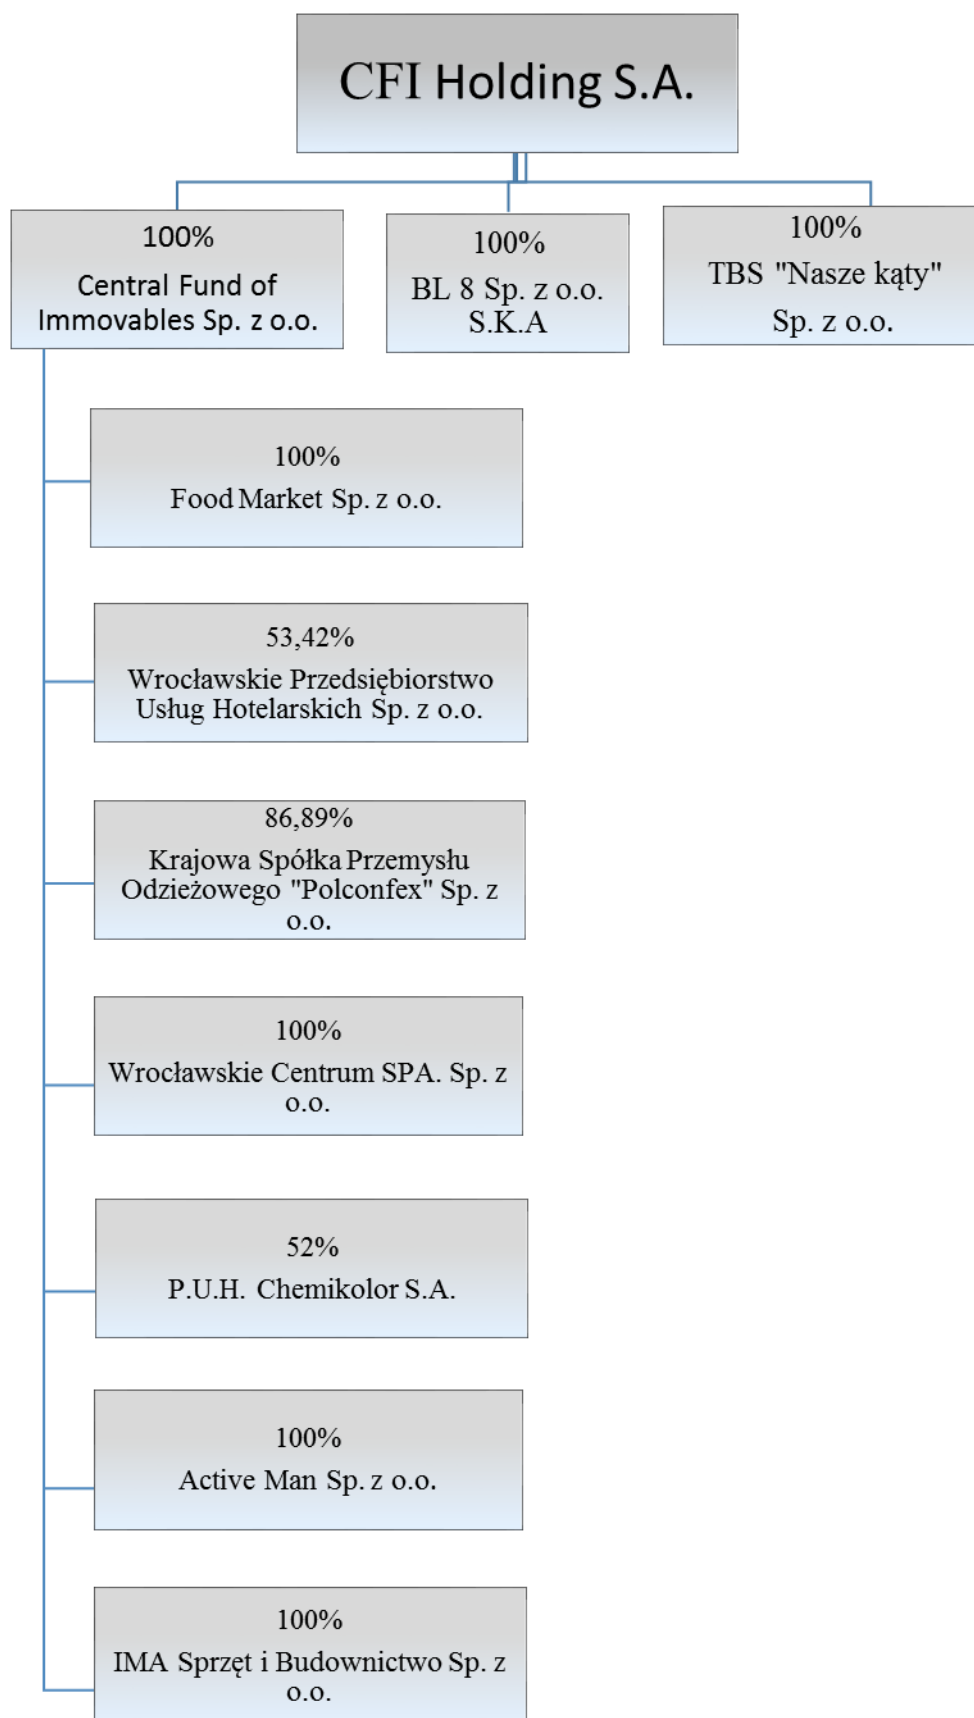 CFI Holding S.A.
100%
Central Fund of
Immovables Sp. z o.o.
100%
BL 8 Sp. z o.o.
S.K.A
100%
TBS "Nasze kąty"
Sp. z o.o.
100%
Food Market Sp. z o.o.
53,42%
Wrocławskie Przedsiębiorstwo
Usług Hotelarskich Sp. z o.o.
86,89%
Krajowa Spółka Przemysłu
Odzieżowego "Polconfex" Sp. z
o.o.
100%
Wrocławskie Centrum SPA. Sp. z
o.o.
52%
P.U.H. Chemikolor S.A.
100%
Active Man Sp. z o.o.
100%
IMA Sprzęt i Budownictwo Sp. z
o.o.